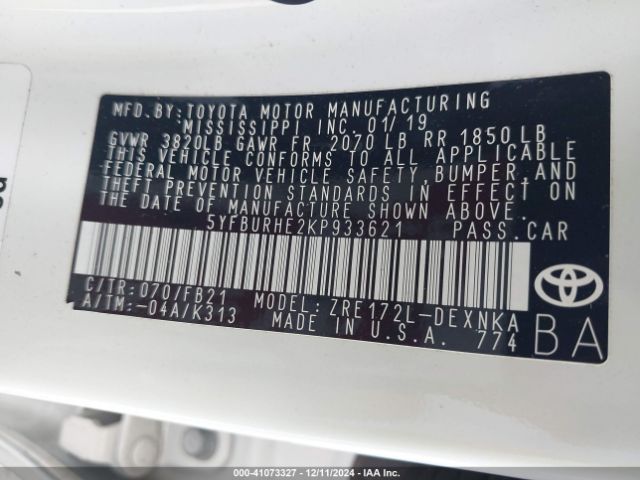 MFD. BY: TOYOTA MOTOR MANUFACTURING
MISSISSIPPI INC. 01/19
GVWR 3820LB GAWR FR 2070 LB RR 1850 LB
THIS VEHICLE CONFORMS TO ALL APPLICABLE
FEDERAL MOTOR VEHICLE SAFETY, BUMPER, AND
THEFT PREVENTION STANDARDS IN EFFECT ON
THE DATE OF MANUFACTURE SHOWN ABOVE.
5YFBURHE2KP933621 PASS. CAR
C/TR: 070/FB21 MODEL: ZRE172L-DEXNKA
A/TM: -04A/K313 MADE IN U.S.A. 774
BA
000-41073327 - 12/11/2024 - IAA Inc.